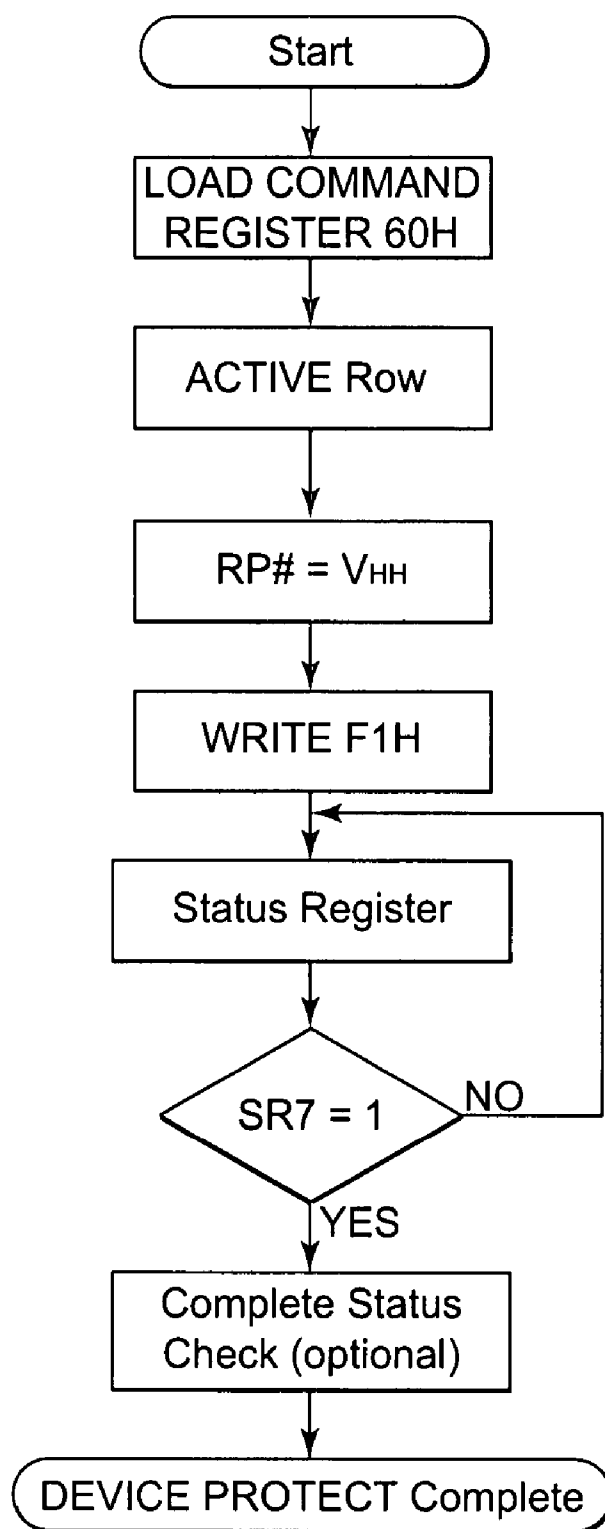 Start
LOAD COMMAND
REGISTER 60H
ACTIVE Row
RP# = VHH
WRITE F1H
Status Register
SR7 = 1
NO
YES
Complete Status
Check (optional)
DEVICE PROTECT Complete